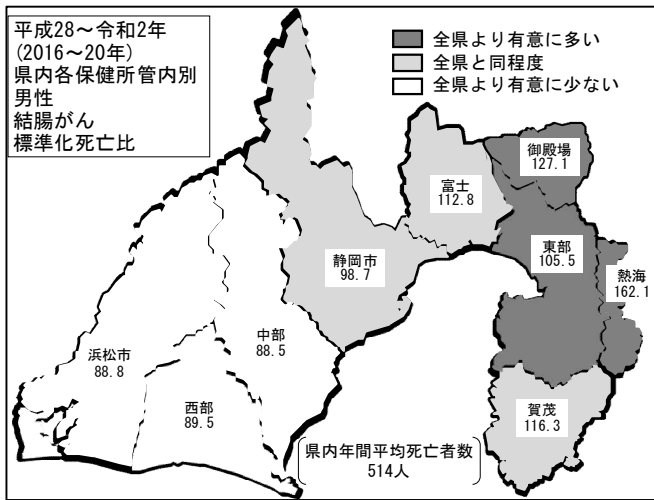 平成28～令和2年
(2016～20年)
県内各保健所管内別
男性
結腸がん
標準化死亡比
全県より有意に多い
全県と同程度
全県より有意に少ない
御殿場
127.1
富士
112.8
東部
105.5
熱海
162.1
静岡市
98.7
中部
88.5
浜松市
88.8
西部
89.5
賀茂
116.3
県内年間平均死亡者数
514人